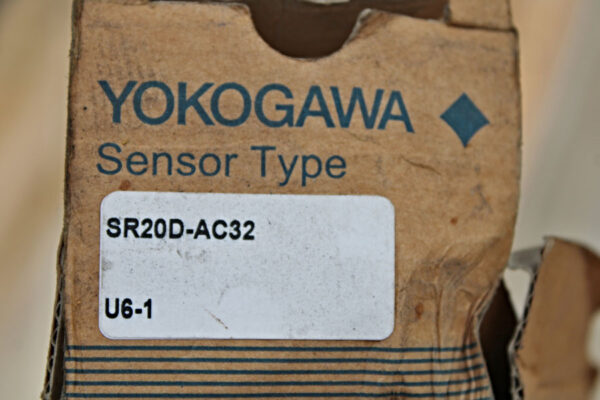 YOKOGAWA
Sensor Type
SR20D-AC32
U6-1